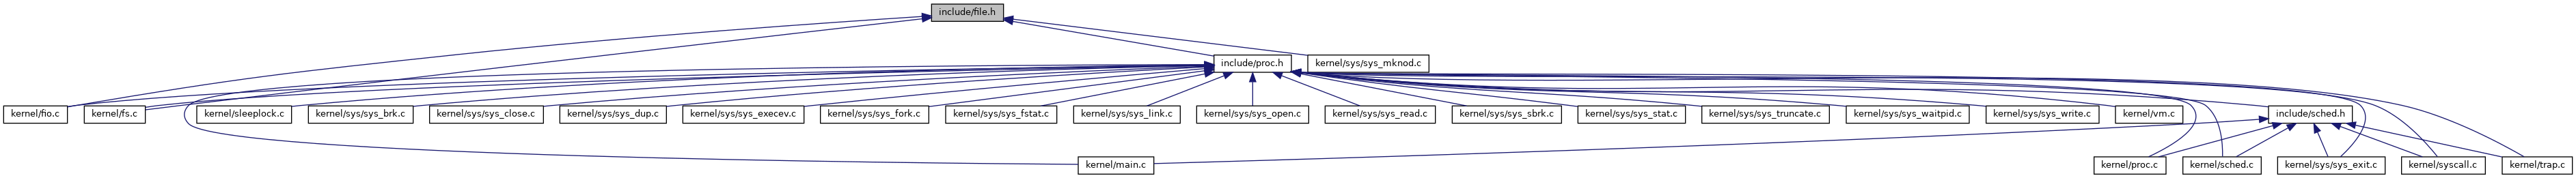 include/file.h
include/proc.h
kernel/sys/sys_mknod.c
kernel/fio.c
kernel/fs.c
kernel/sleeplock.c
kernel/sys/sys_brk.c
kernel/sys/sys_close.c
kernel/sys/sys_dup.c
kernel/sys/sys_execev.c
kernel/sys/sys_fork.c
kernel/sys/sys_fstat.c
kernel/sys/sys_link.c
kernel/sys/sys_open.c
kernel/sys/sys_read.c
kernel/sys/sys_sbrk.c
kernel/sys/sys_stat.c
kernel/sys/sys_truncate.c
kernel/sys/sys_waitpid.c
kernel/sys/sys_write.c
kernel/vm.c
include/sched.h
kernel/main.c
kernel/proc.c
kernel/sched.c
kernel/sys/sys_exit.c
kernel/syscall.c
kernel/trap.c